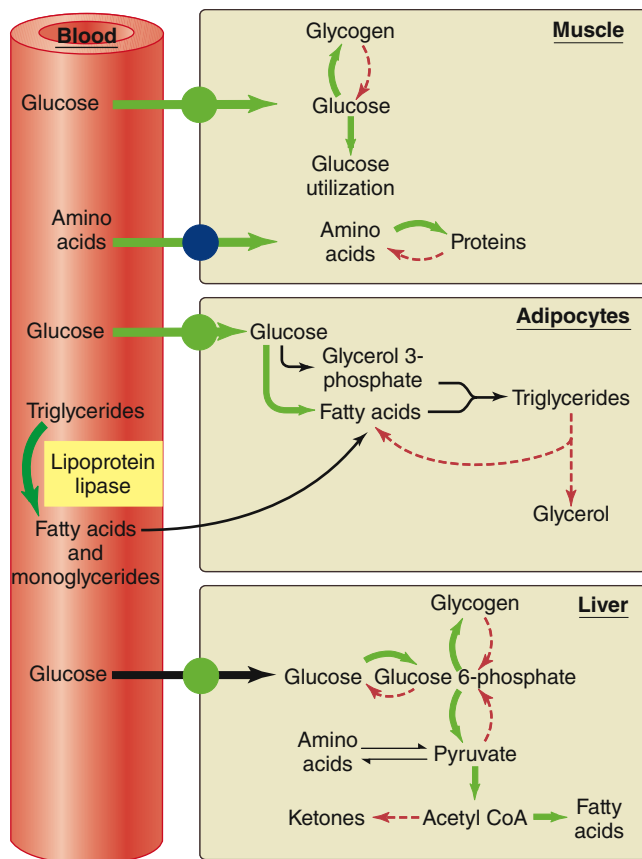 Blood
Glucose
Amino
acids
Glucose
Triglycerides
Lipoprotein
lipase
Fatty acids
and
monoglycerides
Glucose
Muscle
Glycogen
Glucose
Glucose
utilization
Amino
acids
Proteins
Adipocytes
Glucose
Glycerol 3-
phosphate
Fatty acids
Triglycerides
Glycerol
Liver
Glycogen
Glucose Glucose 6-phosphate
Amino
acids
Pyruvate
Ketones Acetyl CoA Fatty
acids